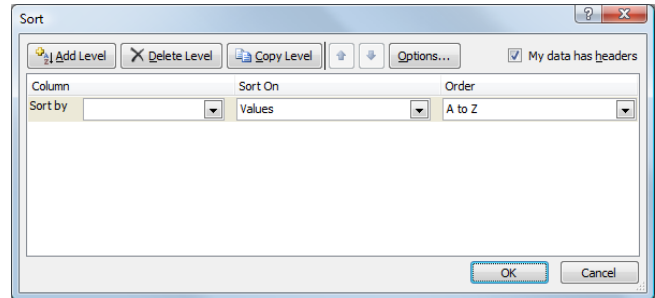 Sort
Add Level Delete Level Copy Level Options... My data has headers
Column Sort On Order
Sort by Values A to Z
OK Cancel